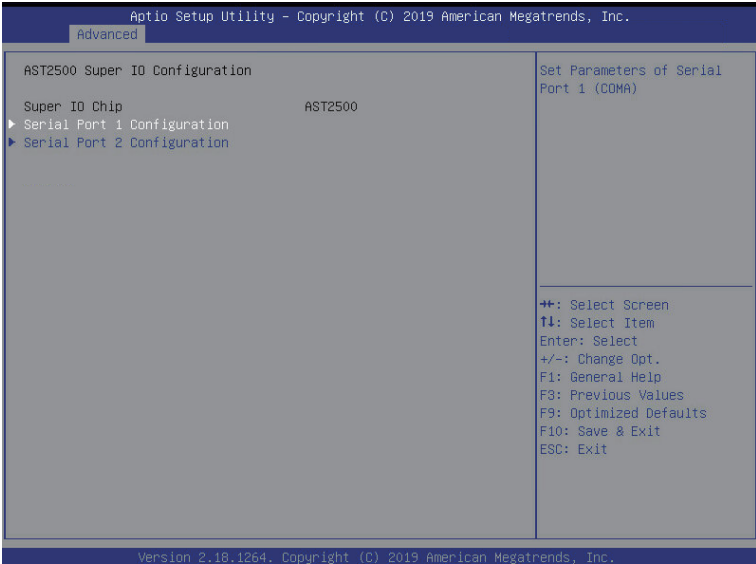 Aptio Setup Utility – Copyright (C) 2019 American Megatrends, Inc.
Advanced
AST2500 Super IO Configuration
Super IO Chip AST2500
Serial Port 1 Configuration
Serial Port 2 Configuration
Set Parameters of Serial
Port 1 (COMA)
→←: Select Screen
↑↓: Select Item
Enter: Select
+/-: Change Opt.
F1: General Help
F3: Previous Values
F9: Optimized Defaults
F10: Save & Exit
ESC: Exit
Version 2.18.1264. Copyright (C) 2019 American Megatrends, Inc.